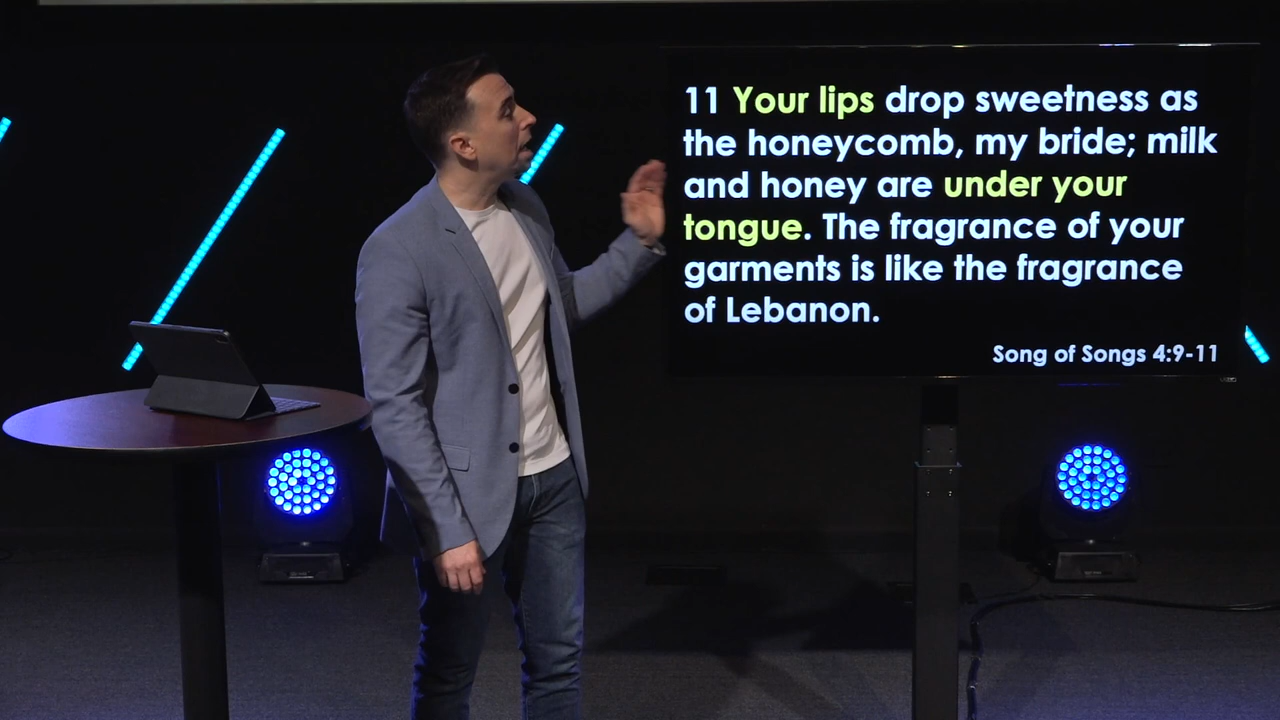 11 Your lips drop sweetness as
the honeycomb, my bride; milk
and honey are under your
tongue. The fragrance of your
garments is like the fragrance
of Lebanon.
Song of Songs 4:9-11